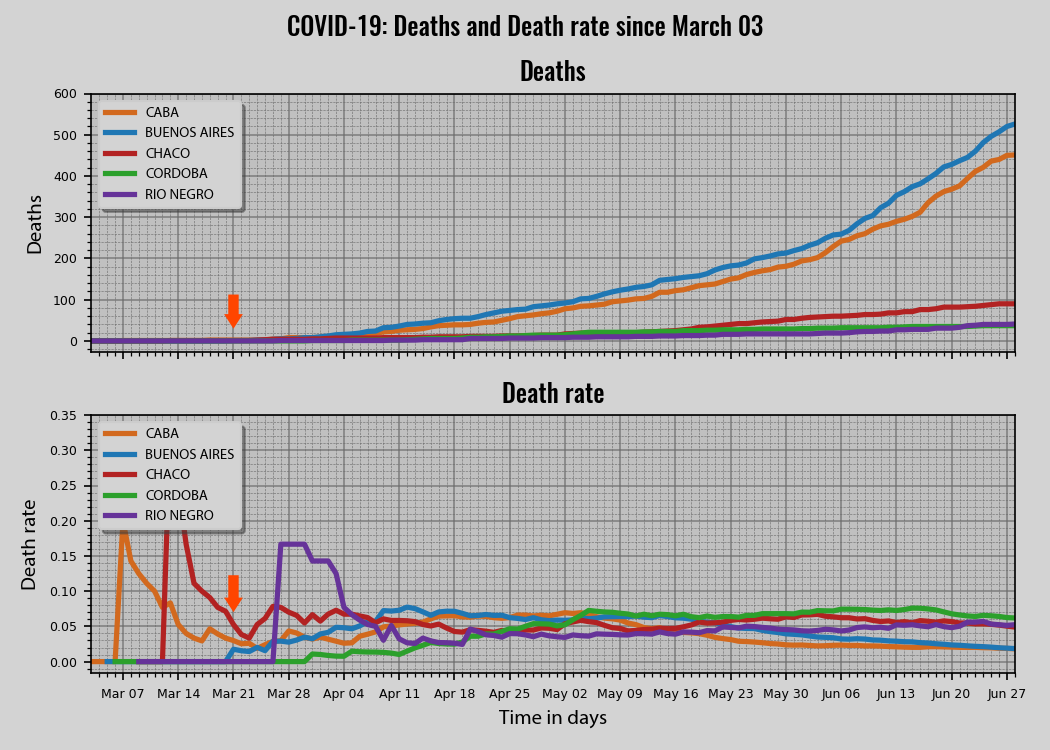 COVID-19: Deaths and Death rate since March 03
Deaths
600
500
400
300
200
100
0
Deaths
CABA
BUENOS AIRES
CHACO
CORDOBA
RIO NEGRO
Death rate
0.35
0.30
0.25
0.20
0.15
0.10
0.05
0.00
Death rate
CABA
BUENOS AIRES
CHACO
CORDOBA
RIO NEGRO
Mar 07 Mar 14 Mar 21 Mar 28 Apr 04 Apr 11 Apr 18 Apr 25 May 02 May 09 May 16 May 23 May 30 Jun 06 Jun 13 Jun 20 Jun 27
Time in days